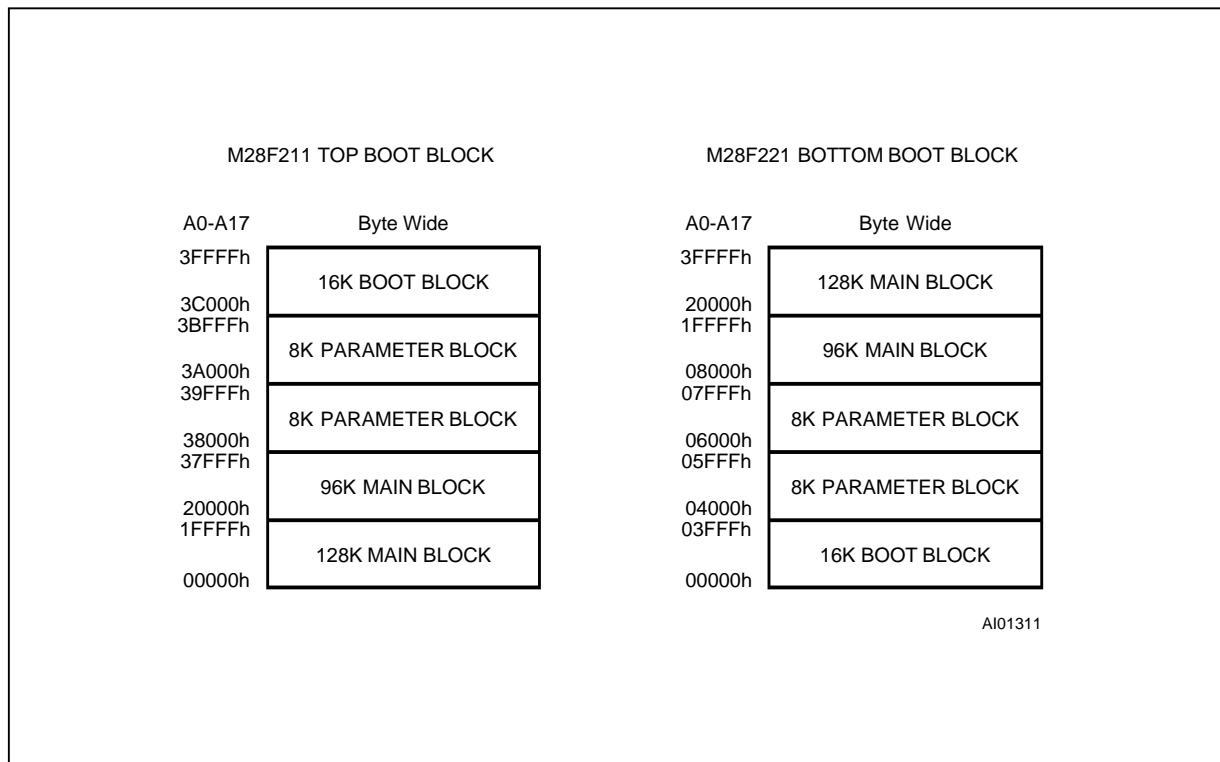 M28F211 TOP BOOT BLOCK
A0-A17 Byte Wide
3FFFFh
16K BOOT BLOCK
3C000h
3BFFFh
8K PARAMETER BLOCK
3A000h
39FFFh
8K PARAMETER BLOCK
38000h
37FFFh
96K MAIN BLOCK
20000h
1FFFFh
128K MAIN BLOCK
00000h
M28F221 BOTTOM BOOT BLOCK
A0-A17 Byte Wide
3FFFFh
128K MAIN BLOCK
20000h
1FFFFh
96K MAIN BLOCK
08000h
07FFFh
8K PARAMETER BLOCK
06000h
05FFFh
8K PARAMETER BLOCK
04000h
03FFFh
16K BOOT BLOCK
00000h
AI01311